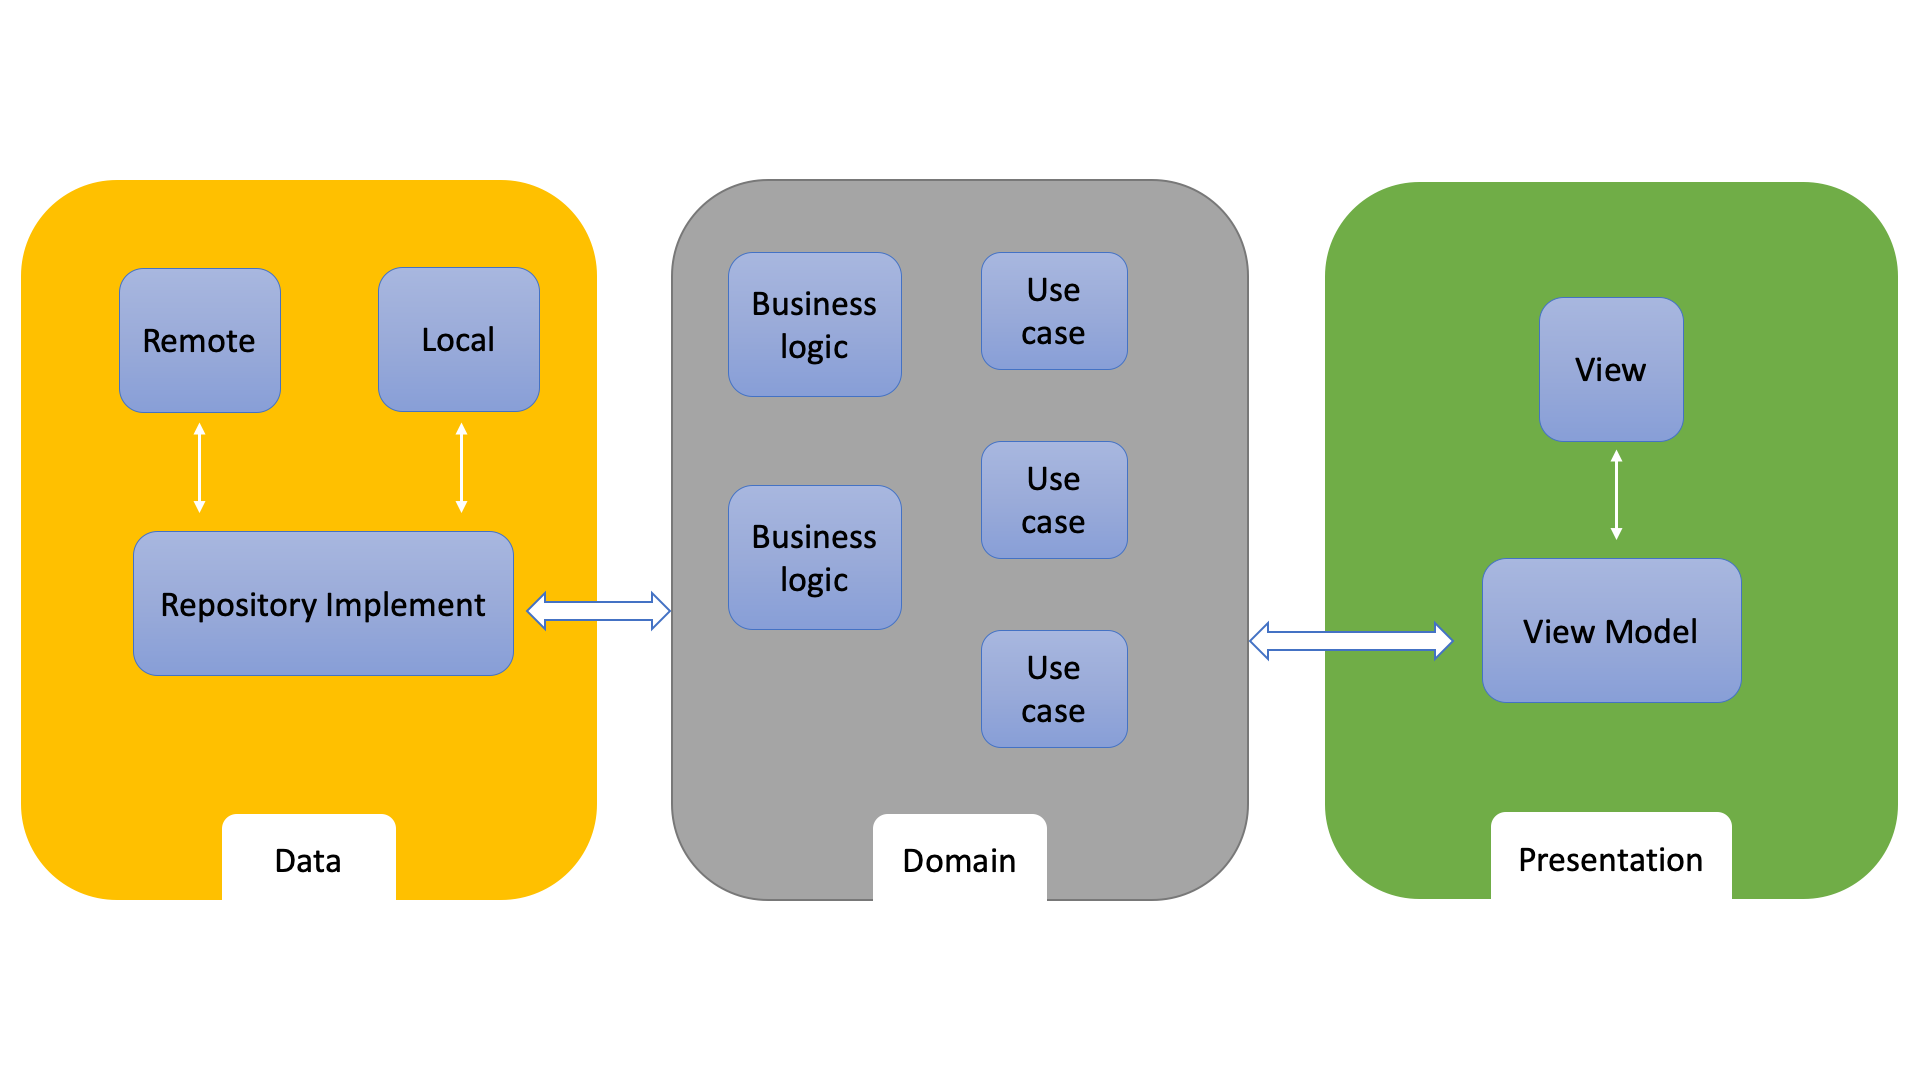 Remote
Local
Repository Implement
Data
Business
logic
Business
logic
Use
case
Use
case
Use
case
Domain
View
View Model
Presentation